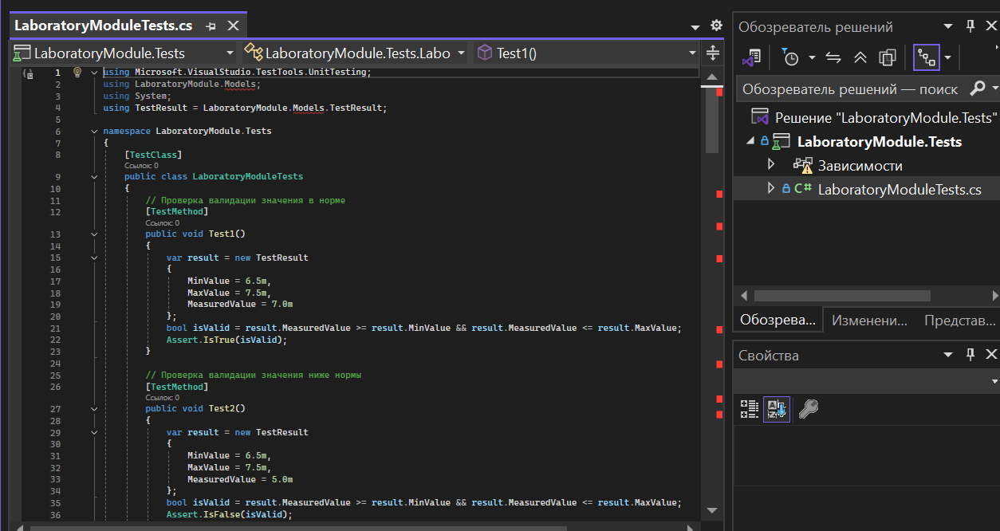 LaboratoryModuleTests.cs
LaboratoryModule.Tests
LaboratoryModule.Tests.Labo
Test1()
1 using Microsoft.VisualStudio.TestTools.UnitTesting;
2 using LaboratoryModule.Models;
3 using System;
4 using TestResult = LaboratoryModule.Models.TestResult;
5
6 namespace LaboratoryModule.Tests
7 {
8 [TestClass]
Ссылок: 0
9 public class LaboratoryModuleTests
10 {
11 // Проверка валидации значения в норме
12 [TestMethod]
Ссылок: 0
13 public void Test1()
14 {
15 var result = new TestResult
16 {
17 MinValue = 6.5m,
18 MaxValue = 7.5m,
19 MeasuredValue = 7.0m
20 };
21 bool isValid = result.MeasuredValue >= result.MinValue && result.MeasuredValue <= result.MaxValue;
22 Assert.IsTrue(isValid);
23 }
24
25 // Проверка валидации значения ниже нормы
26 [TestMethod]
Ссылок: 0
27 public void Test2()
28 {
29 var result = new TestResult
30 {
31 MinValue = 6.5m,
32 MaxValue = 7.5m,
33 MeasuredValue = 5.0m
34 };
35 bool isValid = result.MeasuredValue >= result.MinValue && result.MeasuredValue <= result.MaxValue;
36 Assert.IsFalse(isValid);
Обозреватель решений
Обозреватель решений — поиск
Решение "LaboratoryModule.Tests"
LaboratoryModule.Tests
Зависимости
C# LaboratoryModuleTests.cs
Обозрева...
Изменени...
Представ...
Свойства